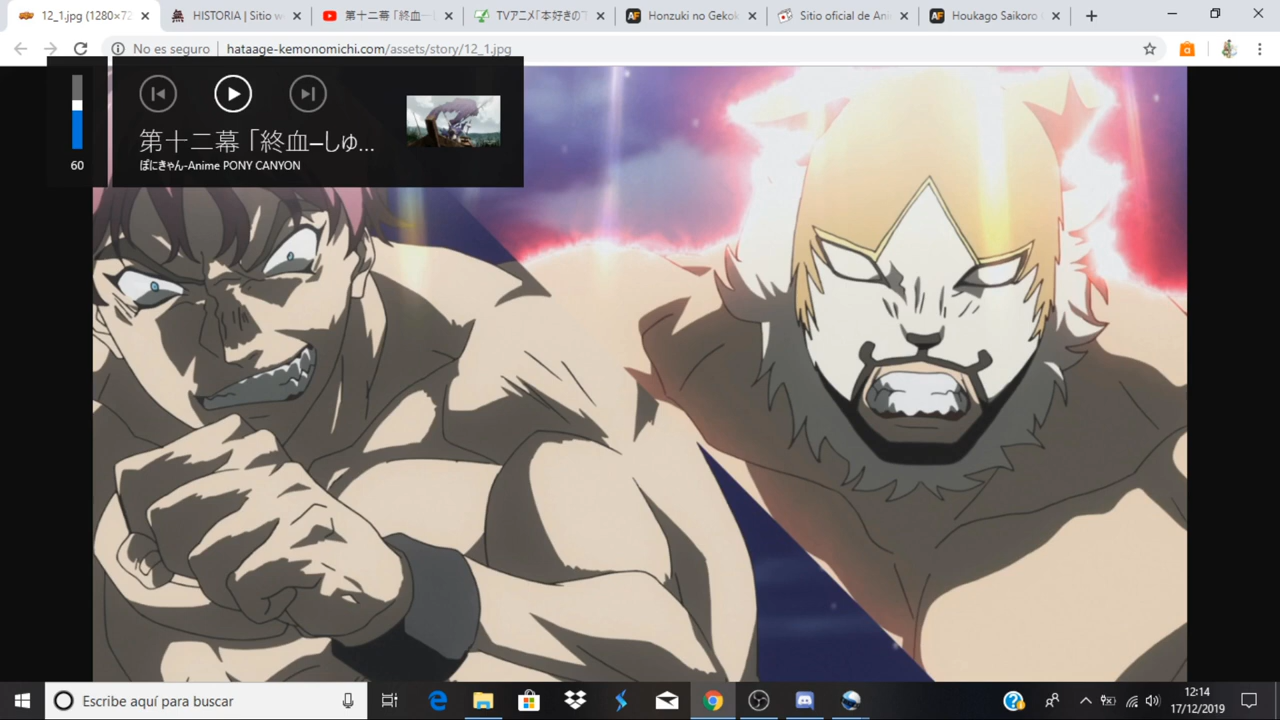 12_1.jpg (1280×72
HISTORIA | Sitio w
第十二幕「終血―
TVアニメ「本好きの下
Honzuki no Gekok
Sitio oficial de Ani
Houkago Saikoro
No es seguro | hataage-kemonomichi.com/assets/story/12_1.jpg
第十二幕「終血–しゅ...
60
ぽにきゃん-Anime PONY CANYON
Escribe aquí para buscar
12:14
17/12/2019